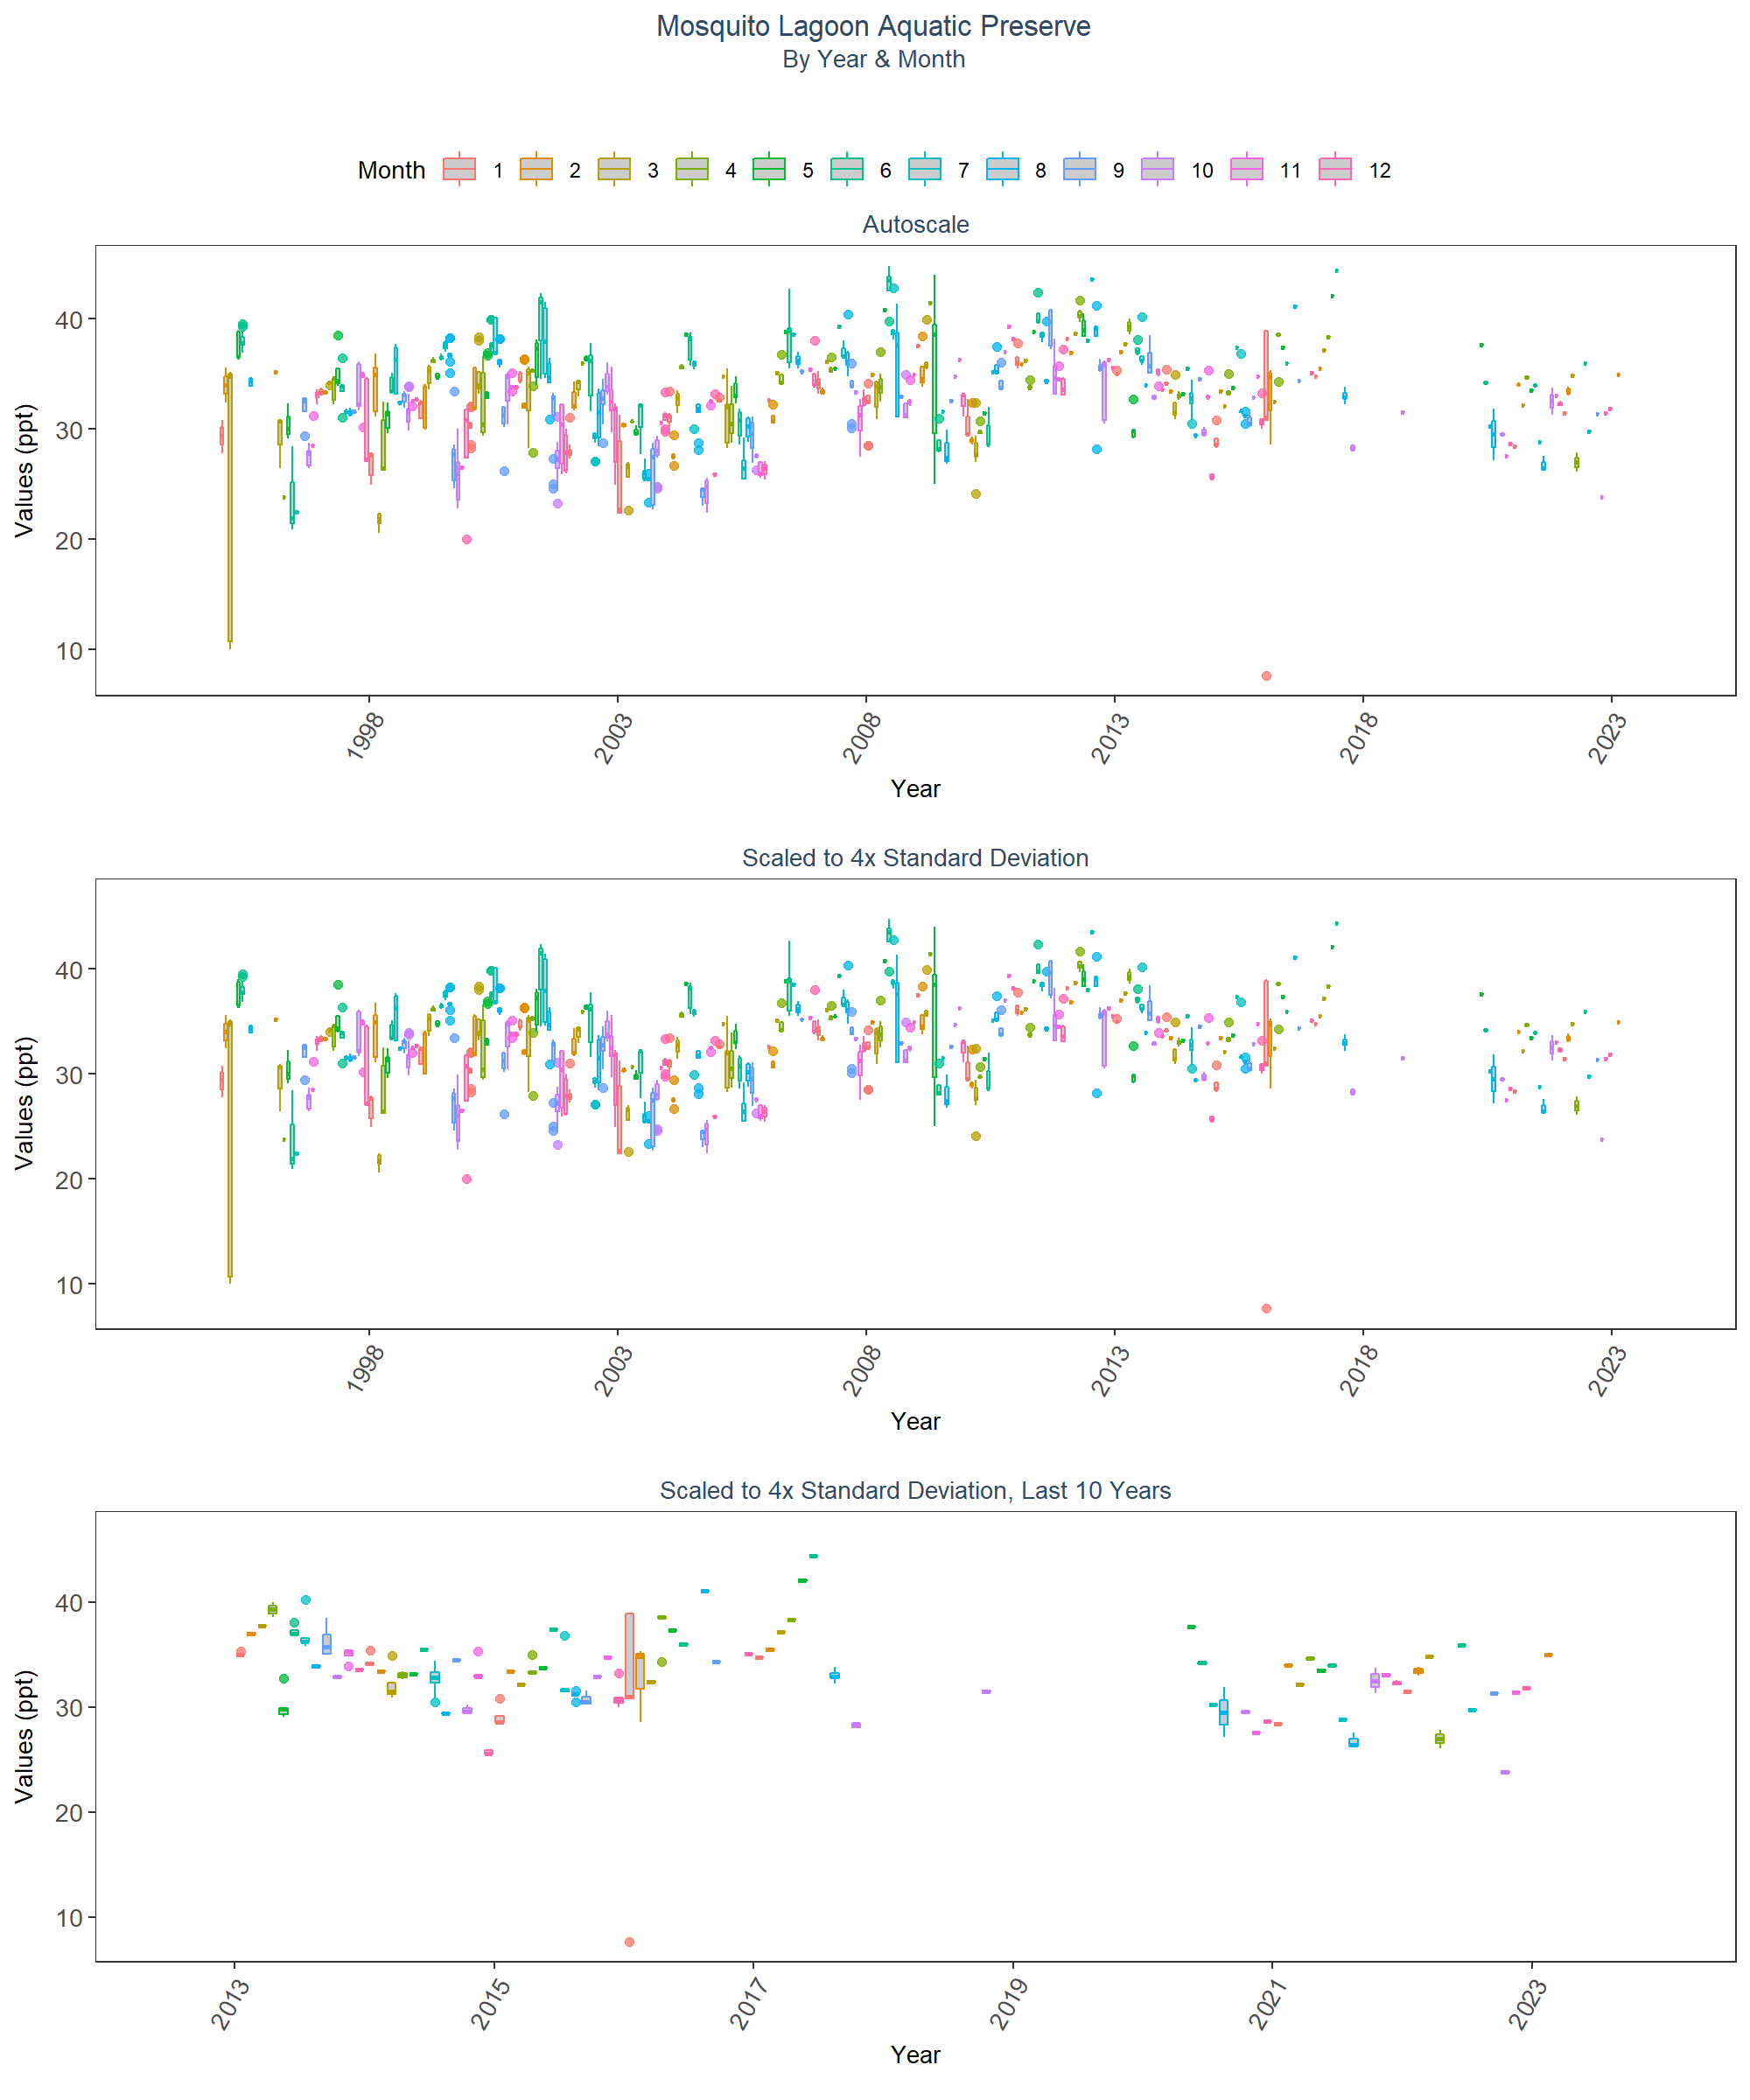 Mosquito Lagoon Aquatic Preserve
By Year & Month
Month 1 2 3 4 5 6 7 8 9 10 11 12
Autoscale
Values (ppt)
40
30
20
10
1998 2003 2008 2013 2018 2023
Year
Scaled to 4x Standard Deviation
Values (ppt)
40
30
20
10
1998 2003 2008 2013 2018 2023
Year
Scaled to 4x Standard Deviation, Last 10 Years
Values (ppt)
40
30
20
10
2013 2015 2017 2019 2021 2023
Year